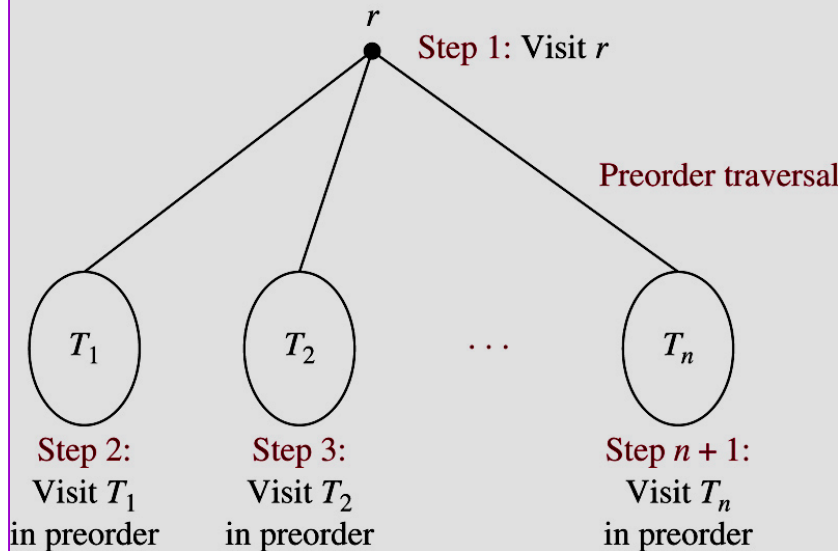 r
Step 1: Visit r
Preorder traversal
T₁
T₂
. . .
Tₙ
Step 2:
Visit T₁
in preorder
Step 3:
Visit T₂
in preorder
Step n + 1:
Visit Tₙ
in preorder